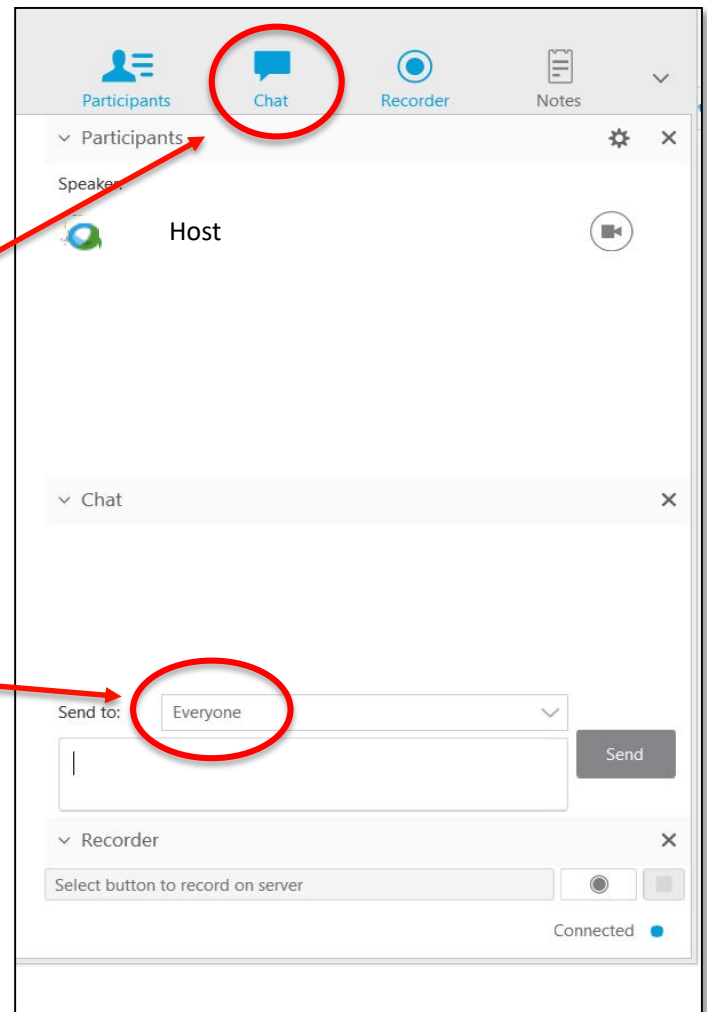 Participants Chat Recorder Notes
Participants
Speaker:
Host
Chat
Send to: Everyone
Send
Recorder
Select button to record on server
Connected